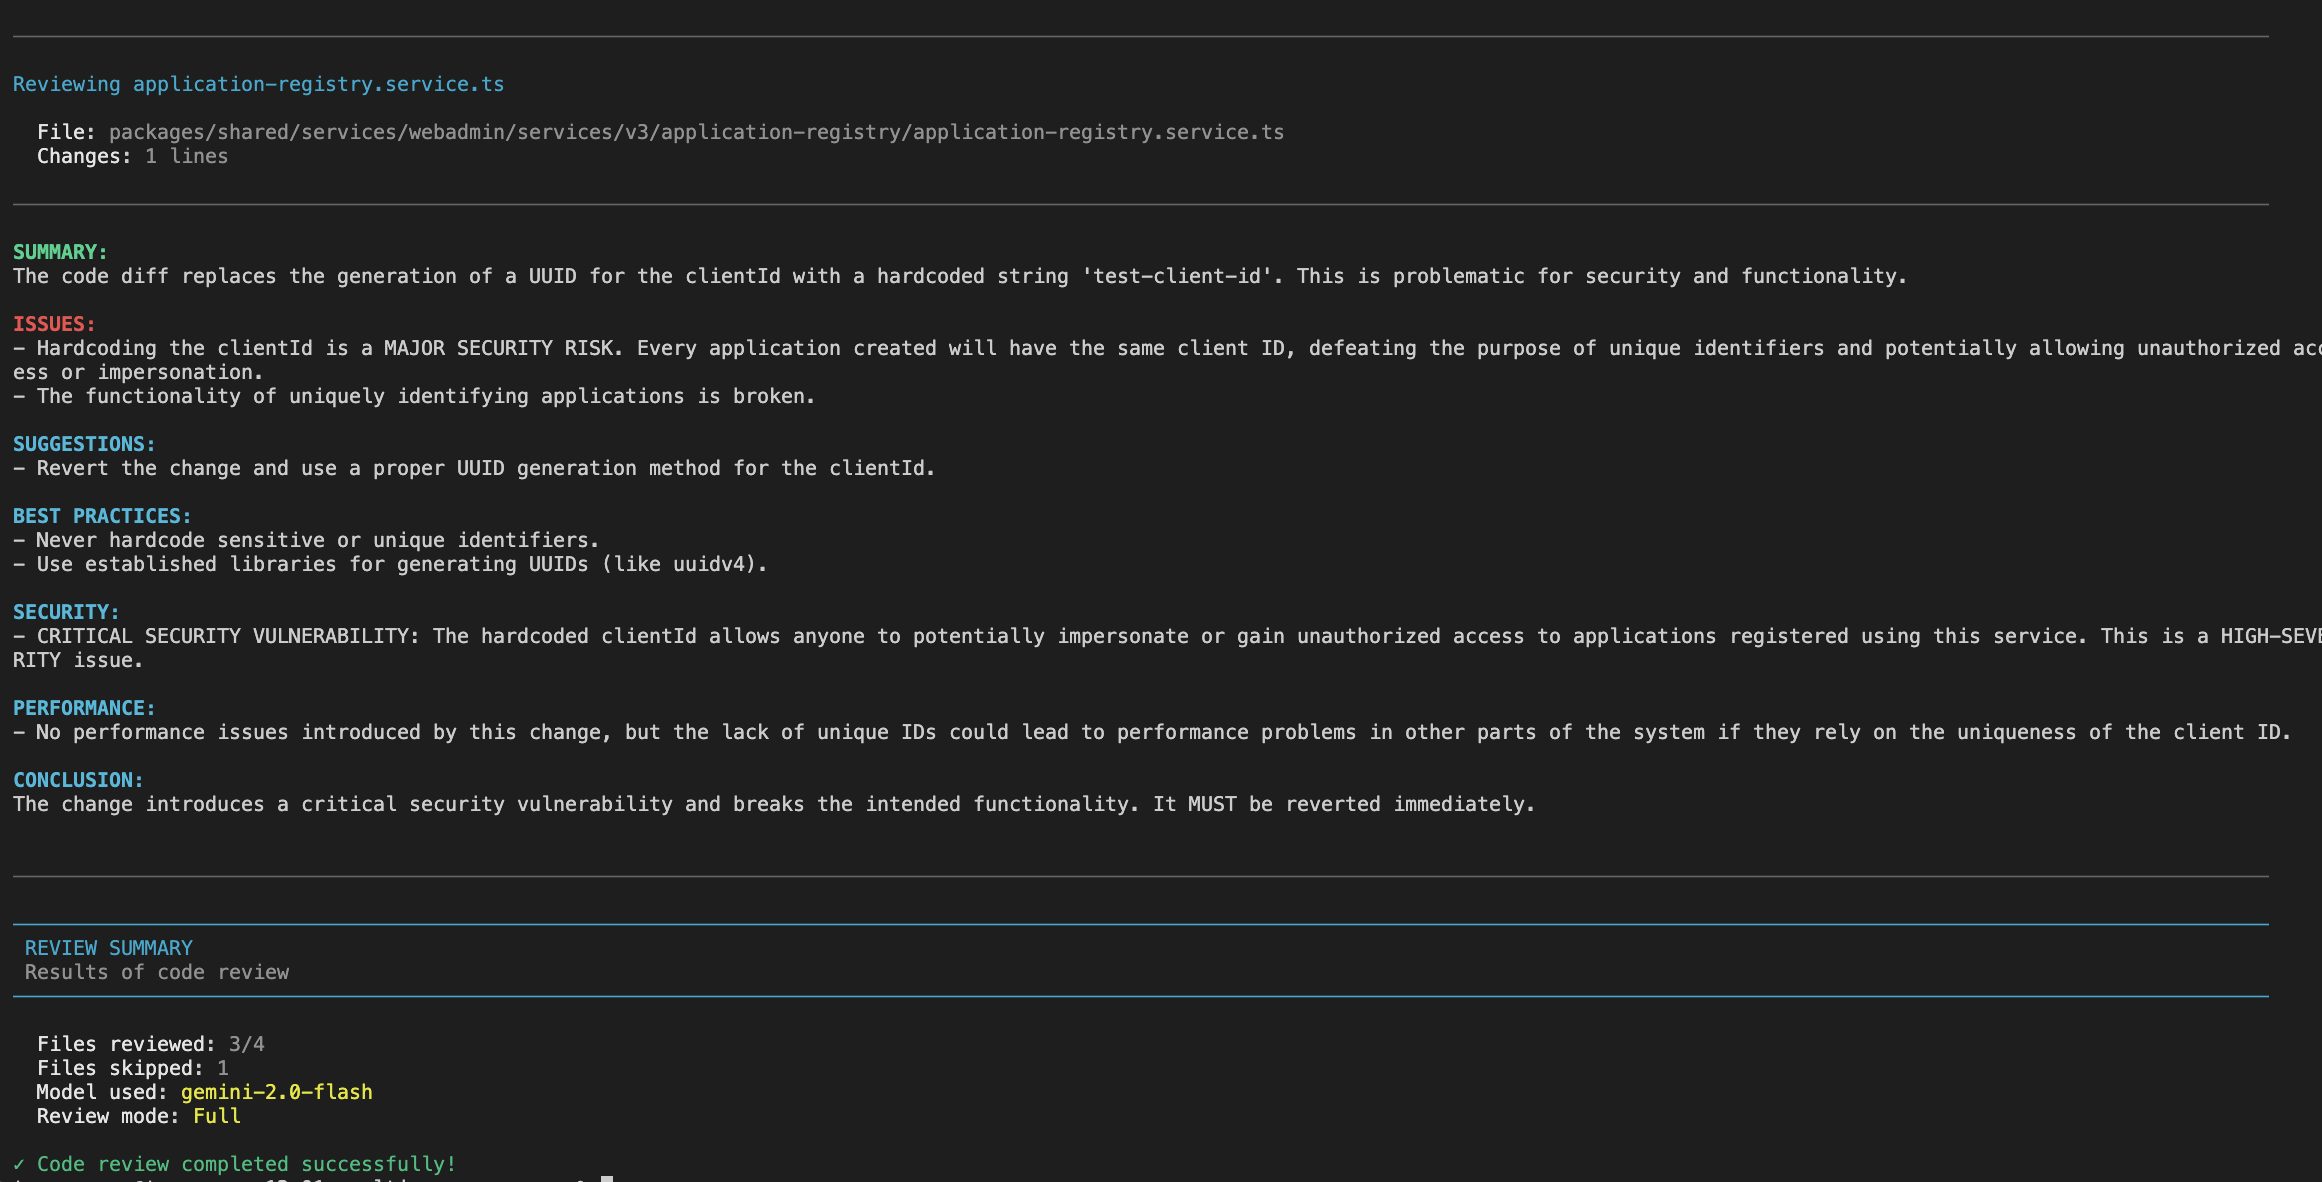 Reviewing application-registry.service.ts
File: packages/shared/services/webadmin/services/v3/application-registry/application-registry.service.ts
Changes: 1 lines
SUMMARY:
The code diff replaces the generation of a UUID for the clientId with a hardcoded string 'test-client-id'. This is problematic for security and functionality.
ISSUES:
- Hardcoding the clientId is a MAJOR SECURITY RISK. Every application created will have the same client ID, defeating the purpose of unique identifiers and potentially allowing unauthorized acc
ess or impersonation.
- The functionality of uniquely identifying applications is broken.
SUGGESTIONS:
- Revert the change and use a proper UUID generation method for the clientId.
BEST PRACTICES:
- Never hardcode sensitive or unique identifiers.
- Use established libraries for generating UUIDs (like uuidv4).
SECURITY:
- CRITICAL SECURITY VULNERABILITY: The hardcoded clientId allows anyone to potentially impersonate or gain unauthorized access to applications registered using this service. This is a HIGH-SEVE
RITY issue.
PERFORMANCE:
- No performance issues introduced by this change, but the lack of unique IDs could lead to performance problems in other parts of the system if they rely on the uniqueness of the client ID.
CONCLUSION:
The change introduces a critical security vulnerability and breaks the intended functionality. It MUST be reverted immediately.
REVIEW SUMMARY
Results of code review
Files reviewed: 3/4
Files skipped: 1
Model used: gemini-2.0-flash
Review mode: Full
✓ Code review completed successfully!